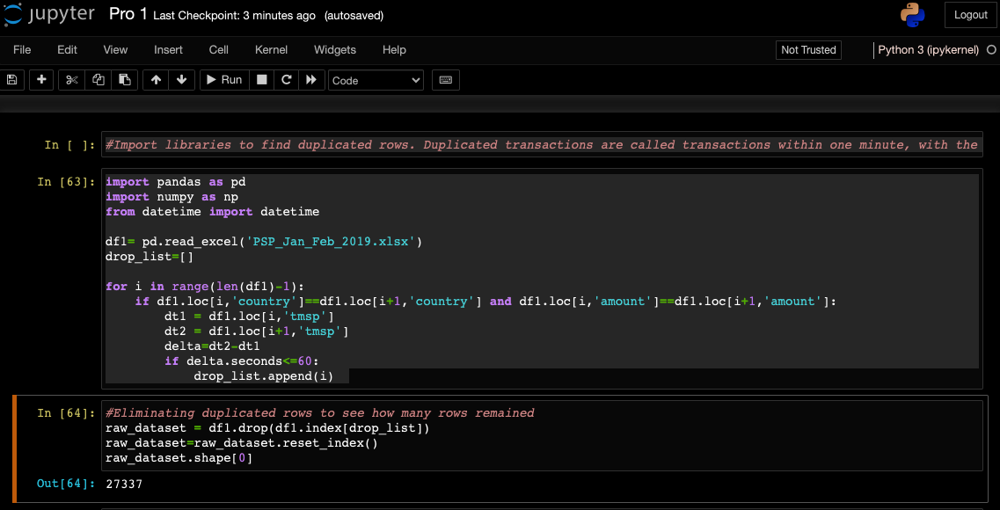 jupyter Pro 1 Last Checkpoint: 3 minutes ago (autosaved) Logout
File Edit View Insert Cell Kernel Widgets Help Not Trusted Python 3 (ipykernel)
Run Code
In [ ]: #Import libraries to find duplicated rows. Duplicated transactions are called transactions within one minute, with the
In [63]: import pandas as pd
import numpy as np
from datetime import datetime
df1= pd.read_excel('PSP_Jan_Feb_2019.xlsx')
drop_list=[]
for i in range(len(df1)-1):
    if df1.loc[i,'country']==df1.loc[i+1,'country'] and df1.loc[i,'amount']==df1.loc[i+1,'amount']:
        dt1 = df1.loc[i,'tmsp']
        dt2 = df1.loc[i+1,'tmsp']
        delta=dt2-dt1
        if delta.seconds<=60:
            drop_list.append(i)
In [64]: #Eliminating duplicated rows to see how many rows remained
raw_dataset = df1.drop(df1.index[drop_list])
raw_dataset=raw_dataset.reset_index()
raw_dataset.shape[0]
Out[64]: 27337